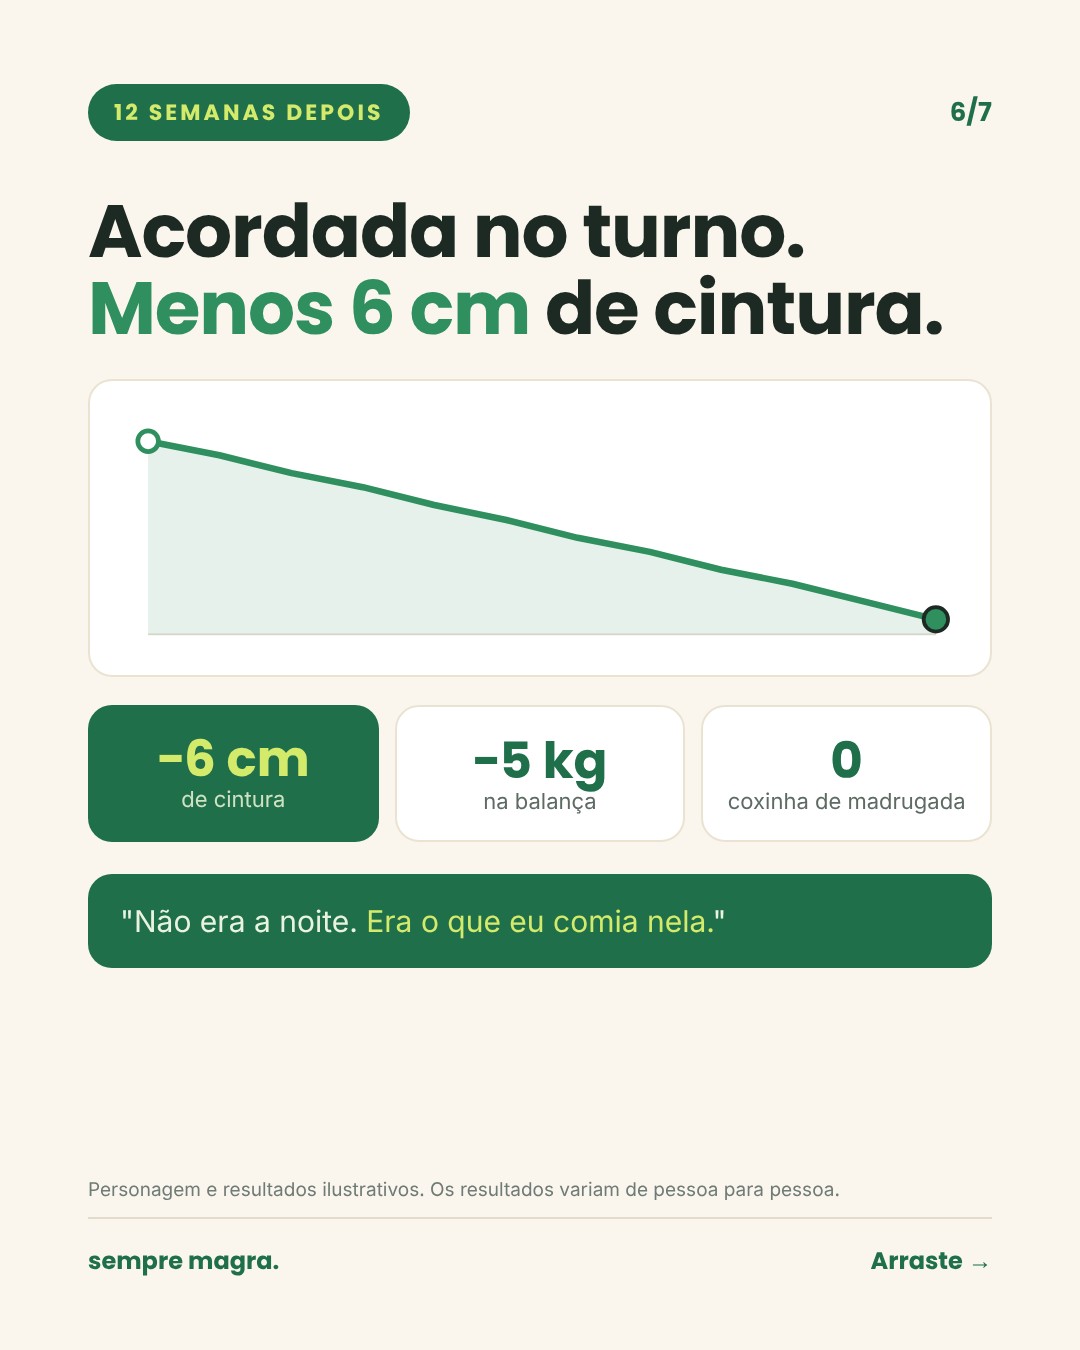 12 SEMANAS DEPOIS
6/7
Acordada no turno.
Menos 6 cm de cintura.
−6 cm
de cintura
−5 kg
na balança
0
coxinha de madrugada
"Não era a noite. Era o que eu comia nela."
Personagem e resultados ilustrativos. Os resultados variam de pessoa para pessoa.
sempre magra.
Arraste →